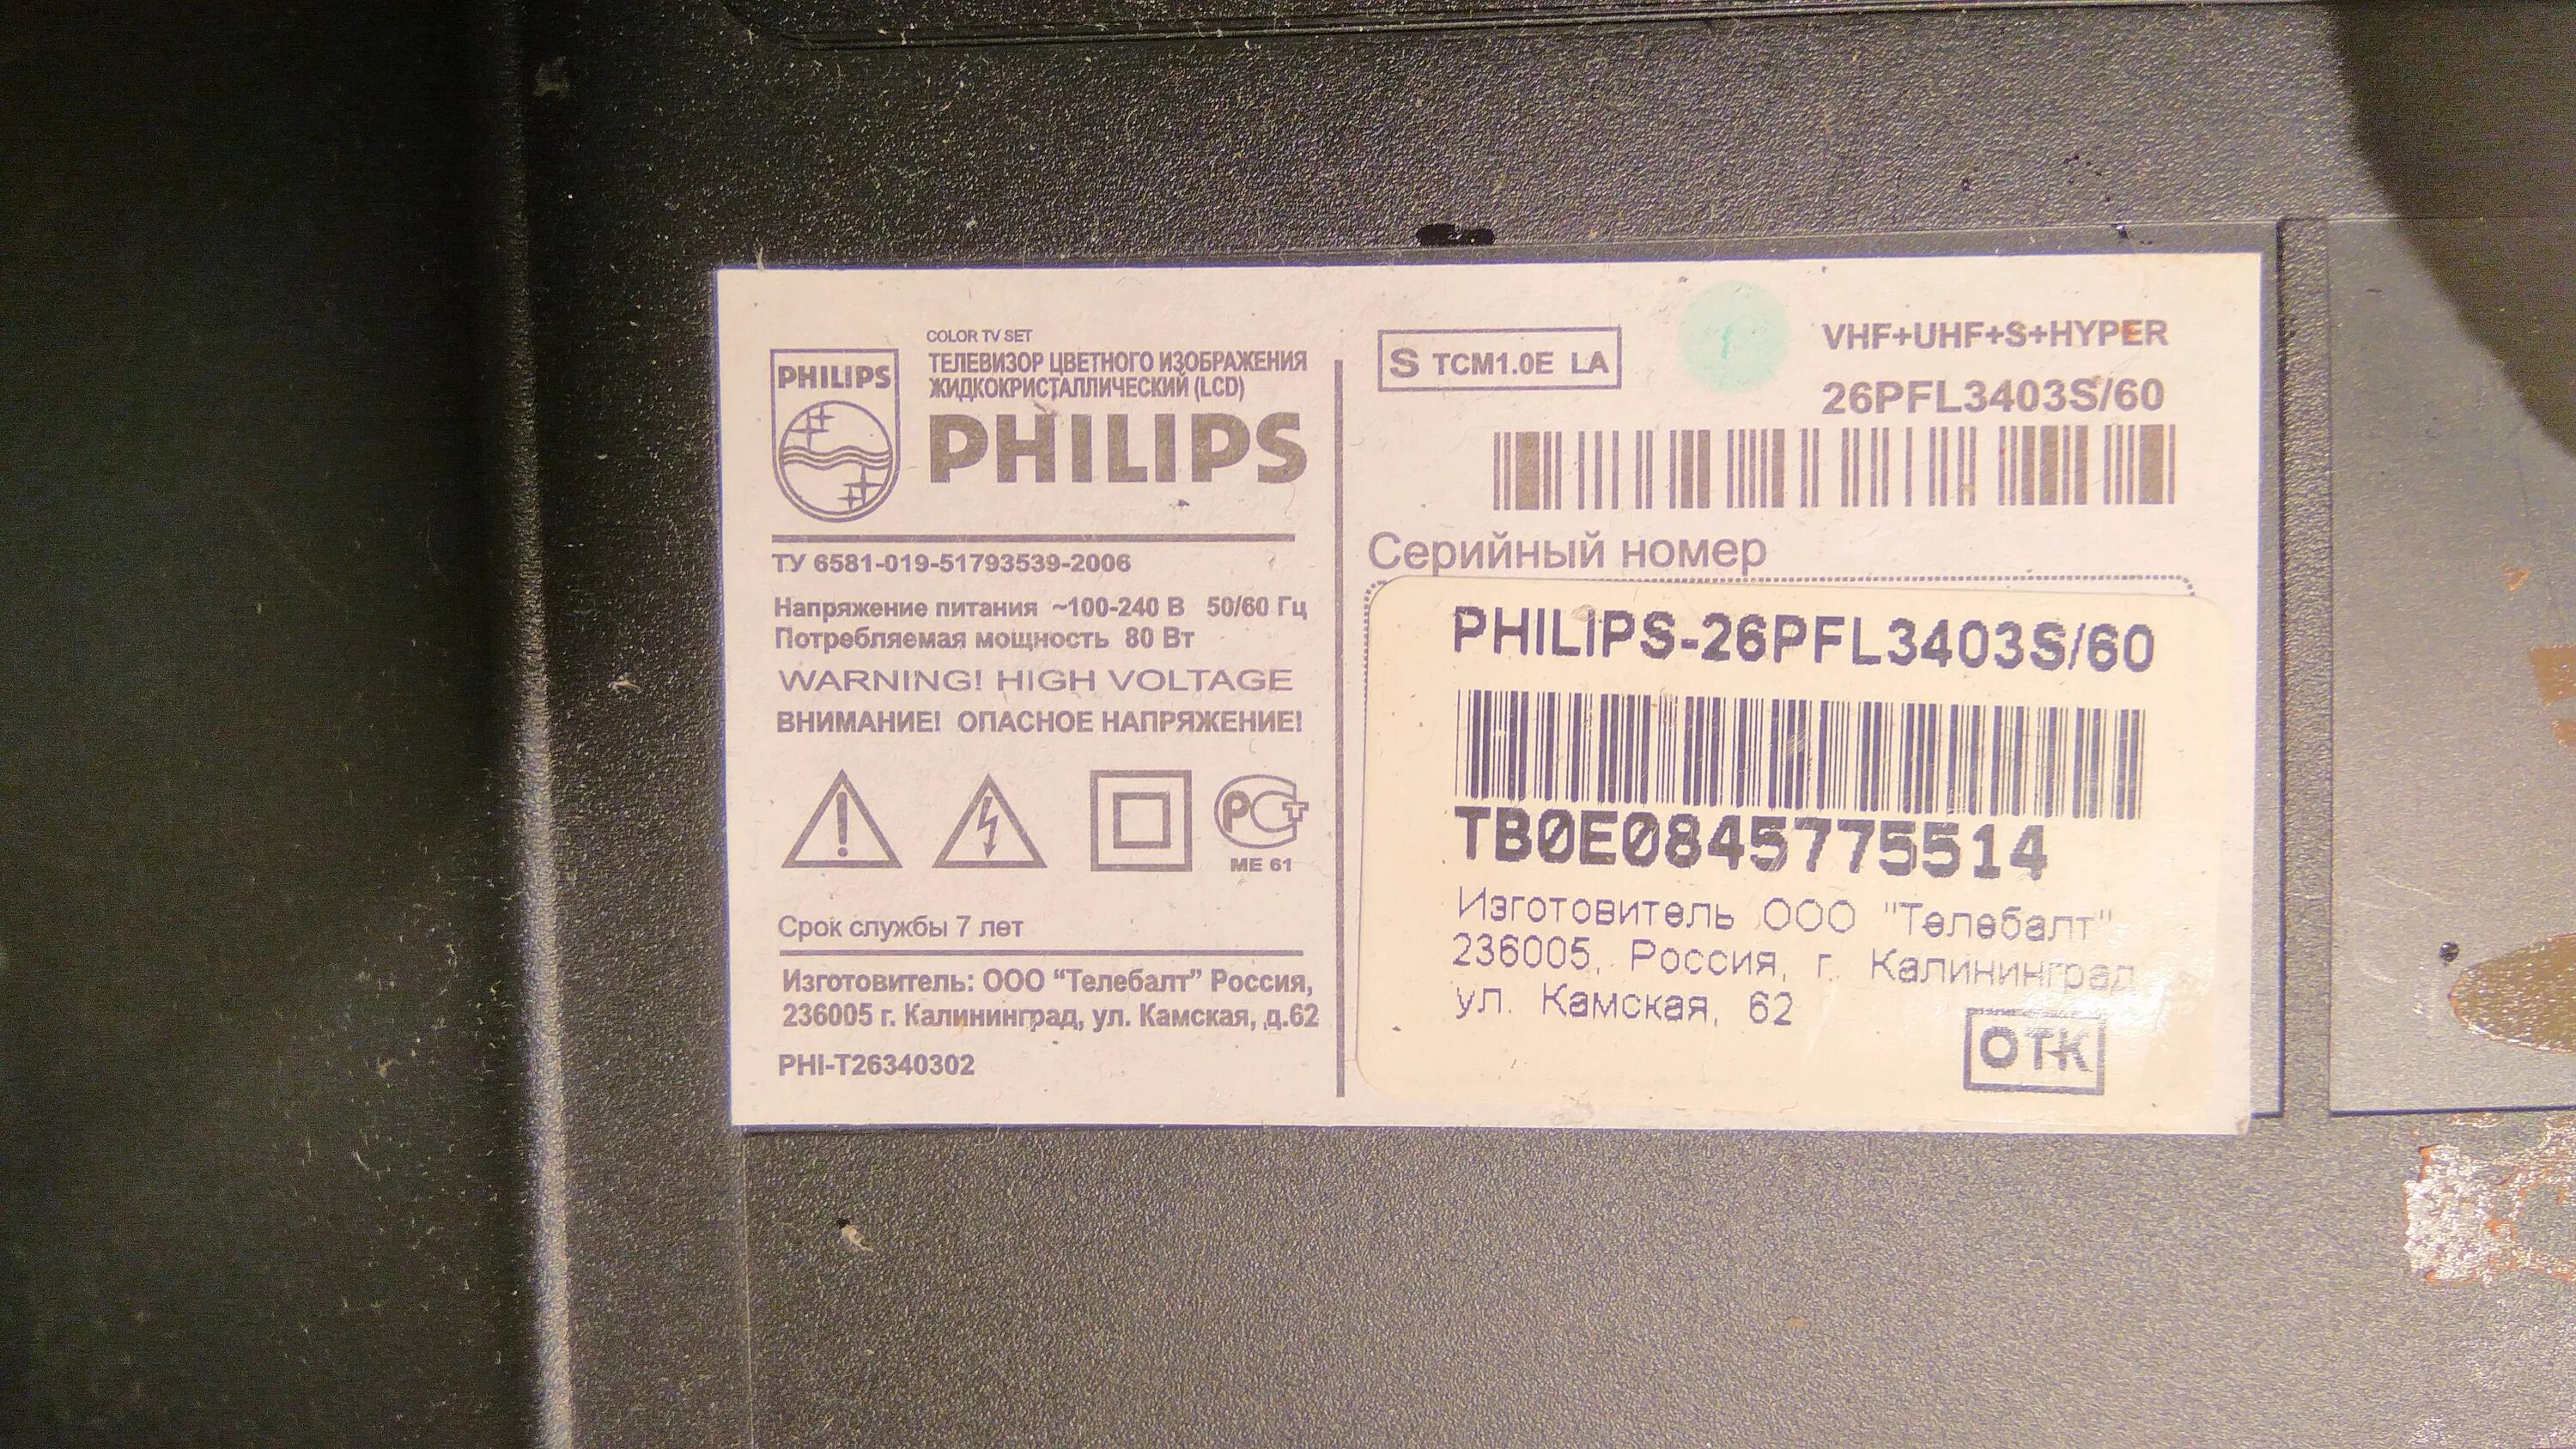 COLOR TV SET
ТЕЛЕВИЗОР ЦВЕТНОГО ИЗОБРАЖЕНИЯ
ЖИДКОКРИСТАЛЛИЧЕСКИЙ (LCD)
PHILIPS
PHILIPS
ТУ 6581-019-51793539-2006
Напряжение питания ~100-240 В 50/60 Гц
Потребляемая мощность 80 Вт
WARNING! HIGH VOLTAGE
ВНИМАНИЕ! ОПАСНОЕ НАПРЯЖЕНИЕ!
РСТ
МЕ 61
Срок службы 7 лет
Изготовитель: ООО “Телебалт” Россия,
236005 г. Калининград, ул. Камская, д.62
PHI-T26340302
S TCM1.0E LA
1
VHF+UHF+S+HYPER
26PFL3403S/60
Серийный номер
PHILIPS-26PFL3403S/60
TB0E0845775514
Изготовитель ООО "Телебалт"
236005, Россия, г. Калининград,
ул. Камская, 62
ОТК